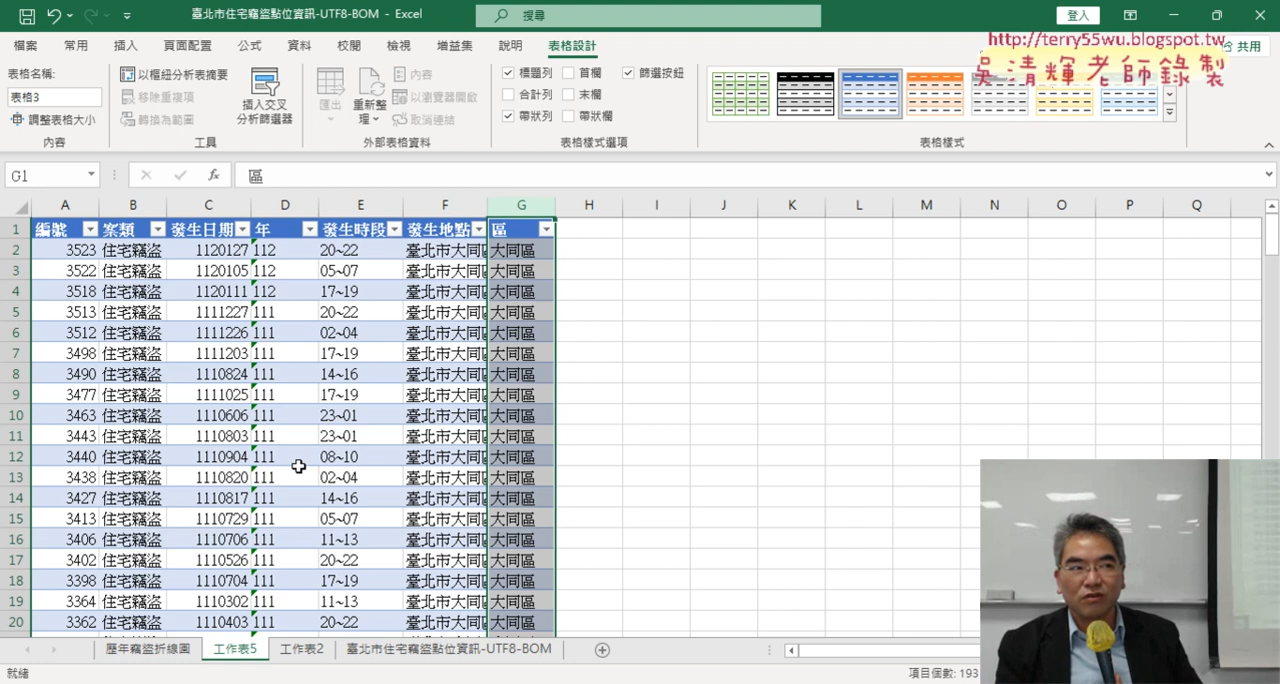 臺北市住宅竊盜點位資訊-UTF8-BOM - Excel
搜尋
登入
檔案 常用 插入 頁面配置 公式 資料 校閱 檢視 增益集 說明 表格設計
共用
http://terry55wu.blogspot.tw
吳清輝老師錄製
表格名稱:
表格3
調整表格大小
內容
以樞紐分析表摘要
移除重複項
轉換為範圍
插入交叉
分析篩選器
工具
匯出
重新整
理
內容
以瀏覽器開啟
取消連結
外部表格資料
標題列 首欄 篩選按鈕
合計列 末欄
帶狀列 帶狀欄
表格樣式選項
表格樣式
G1 fx 區
A B C D E F G H I J K L M N O P Q
1 編號 案類 發生日期 年 發生時段 發生地點 區
2 3523 住宅竊盜 1120127 112 20~22 臺北市大同區 大同區
3 3522 住宅竊盜 1120105 112 05~07 臺北市大同區 大同區
4 3518 住宅竊盜 1120111 112 17~19 臺北市大同區 大同區
5 3513 住宅竊盜 1111227 111 20~22 臺北市大同區 大同區
6 3512 住宅竊盜 1111226 111 02~04 臺北市大同區 大同區
7 3498 住宅竊盜 1111203 111 17~19 臺北市大同區 大同區
8 3490 住宅竊盜 1110824 111 14~16 臺北市大同區 大同區
9 3477 住宅竊盜 1111025 111 17~19 臺北市大同區 大同區
10 3463 住宅竊盜 1110606 111 23~01 臺北市大同區 大同區
11 3443 住宅竊盜 1110803 111 23~01 臺北市大同區 大同區
12 3440 住宅竊盜 1110904 111 08~10 臺北市大同區 大同區
13 3438 住宅竊盜 1110820 111 02~04 臺北市大同區 大同區
14 3427 住宅竊盜 1110817 111 14~16 臺北市大同區 大同區
15 3413 住宅竊盜 1110729 111 05~07 臺北市大同區 大同區
16 3406 住宅竊盜 1110706 111 11~13 臺北市大同區 大同區
17 3402 住宅竊盜 1110526 111 20~22 臺北市大同區 大同區
18 3398 住宅竊盜 1110704 111 17~19 臺北市大同區 大同區
19 3364 住宅竊盜 1110302 111 11~13 臺北市大同區 大同區
20 3362 住宅竊盜 1110403 111 20~22 臺北市大同區 大同區
歷年竊盜折線圖 工作表5 工作表2 臺北市住宅竊盜點位資訊-UTF8-BOM
就緒
項目個數: 193